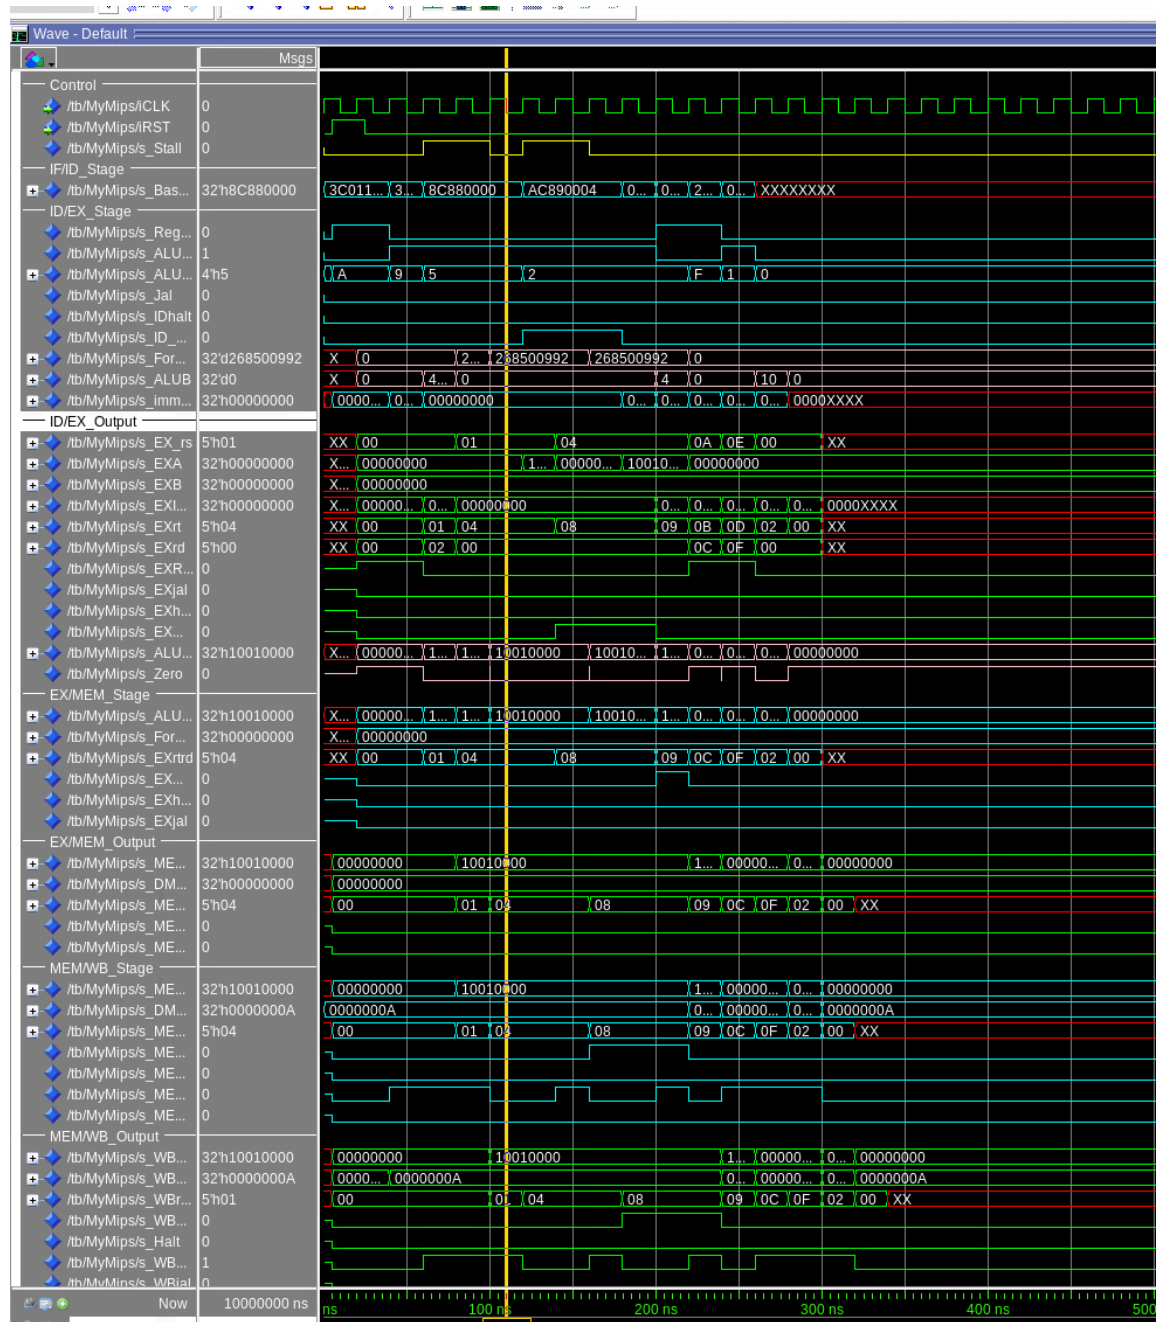 Wave - Default
Msgs
Control
/tb/MyMips/iCLK 0
/tb/MyMips/iRST 0
/tb/MyMips/s_Stall 0
IF/ID_Stage
/tb/MyMips/s_Bas... 32'h8C880000 3C011... 3... 8C880000 AC890004 0... 0... 2... 0... XXXXXXXX
ID/EX_Stage
/tb/MyMips/s_Reg... 0
/tb/MyMips/s_ALU... 1
/tb/MyMips/s_ALU... 4'h5 A 9 5 2 F 1 0
/tb/MyMips/s_Jal 0
/tb/MyMips/s_IDhalt 0
/tb/MyMips/s_ID_... 0
/tb/MyMips/s_For... 32'd268500992 X 0 2... 268500992 268500992 0
/tb/MyMips/s_ALUB 32'd0 X 0 4... 0 4 0 10 0
/tb/MyMips/s_imm... 32'h00000000 0000... 0... 00000000 0... 0... 0... 0... 0... 0000XXXX
ID/EX_Output
/tb/MyMips/s_EX_rs 5'h01 XX 00 01 04 0A 0E 00 XX
/tb/MyMips/s_EXA 32'h00000000 X... 00000000 1... 00000... 10010... 00000000
/tb/MyMips/s_EXB 32'h00000000 X... 00000000
/tb/MyMips/s_EXI... 32'h00000000 X... 00000... 0... 00000000 0... 0... 0... 0... 0... 0000XXXX
/tb/MyMips/s_EXrt 5'h04 XX 00 01 04 08 09 0B 0D 02 00 XX
/tb/MyMips/s_EXrd 5'h00 XX 00 02 00 0C 0F 00 XX
/tb/MyMips/s_EXR... 0
/tb/MyMips/s_EXjal 0
/tb/MyMips/s_EXh... 0
/tb/MyMips/s_EX... 0
/tb/MyMips/s_ALU... 32'h10010000 X... 00000... 1... 1... 10010000 10010... 1... 0... 0... 0... 00000000
/tb/MyMips/s_Zero 0
EX/MEM_Stage
/tb/MyMips/s_ALU... 32'h10010000 X... 00000... 1... 1... 10010000 10010... 1... 0... 0... 0... 00000000
/tb/MyMips/s_For... 32'h00000000 X... 00000000
/tb/MyMips/s_EXrtrd 5'h04 XX 00 01 04 08 09 0C 0F 02 00 XX
/tb/MyMips/s_EX... 0
/tb/MyMips/s_EXh... 0
/tb/MyMips/s_EXjal 0
EX/MEM_Output
/tb/MyMips/s_ME... 32'h10010000 00000000 10010000 1... 00000... 0... 00000000
/tb/MyMips/s_DM... 32'h00000000 00000000
/tb/MyMips/s_ME... 5'h04 00 01 04 08 09 0C 0F 02 00 XX
/tb/MyMips/s_ME... 0
/tb/MyMips/s_ME... 0
MEM/WB_Stage
/tb/MyMips/s_ME... 32'h10010000 00000000 10010000 1... 00000... 0... 00000000
/tb/MyMips/s_DM... 32'h0000000A 0000000A 0... 00000... 0... 0000000A
/tb/MyMips/s_ME... 5'h04 00 01 04 08 09 0C 0F 02 00 XX
/tb/MyMips/s_ME... 0
/tb/MyMips/s_ME... 0
/tb/MyMips/s_ME... 0
/tb/MyMips/s_ME... 0
MEM/WB_Output
/tb/MyMips/s_WB... 32'h10010000 00000000 10010000 1... 00000... 0... 00000000
/tb/MyMips/s_WB... 32'h0000000A 0000... 0000000A 0... 00000... 0... 0000000A
/tb/MyMips/s_WBr... 5'h01 00 01 04 08 09 0C 0F 02 00 XX
/tb/MyMips/s_WB... 0
/tb/MyMips/s_Halt 0
/tb/MyMips/s_WB... 1
/tb/MyMips/s_WBjal 0
Now 10000000 ns ns 100 ns 200 ns 300 ns 400 ns 500